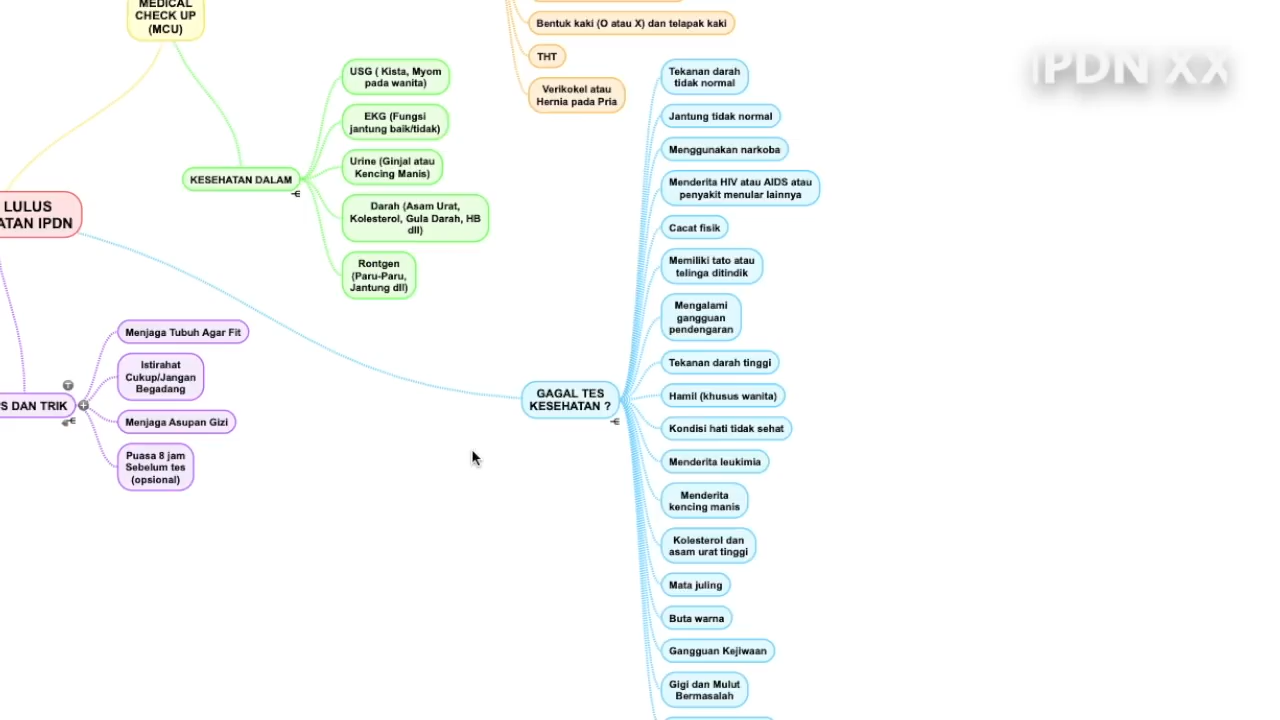 MEDICAL
CHECK UP
(MCU)
Bentuk kaki (O atau X) dan telapak kaki
THT
Verikokel atau
Hernia pada Pria
IPDN XX
USG ( Kista, Myom
pada wanita)
EKG (Fungsi
jantung baik/tidak)
Urine (Ginjal atau
Kencing Manis)
Darah (Asam Urat,
Kolesterol, Gula Darah, HB
dll)
Rontgen
(Paru-Paru,
Jantung dll)
KESEHATAN DALAM
LULUS
ATAN IPDN
Menjaga Tubuh Agar Fit
Istirahat
Cukup/Jangan
Begadang
Menjaga Asupan Gizi
Puasa 8 jam
Sebelum tes
(opsional)
S DAN TRIK
GAGAL TES
KESEHATAN ?
Tekanan darah
tidak normal
Jantung tidak normal
Menggunakan narkoba
Menderita HIV atau AIDS atau
penyakit menular lainnya
Cacat fisik
Memiliki tato atau
telinga ditindik
Mengalami
gangguan
pendengaran
Tekanan darah tinggi
Hamil (khusus wanita)
Kondisi hati tidak sehat
Menderita leukimia
Menderita
kencing manis
Kolesterol dan
asam urat tinggi
Mata juling
Buta warna
Gangguan Kejiwaan
Gigi dan Mulut
Bermasalah